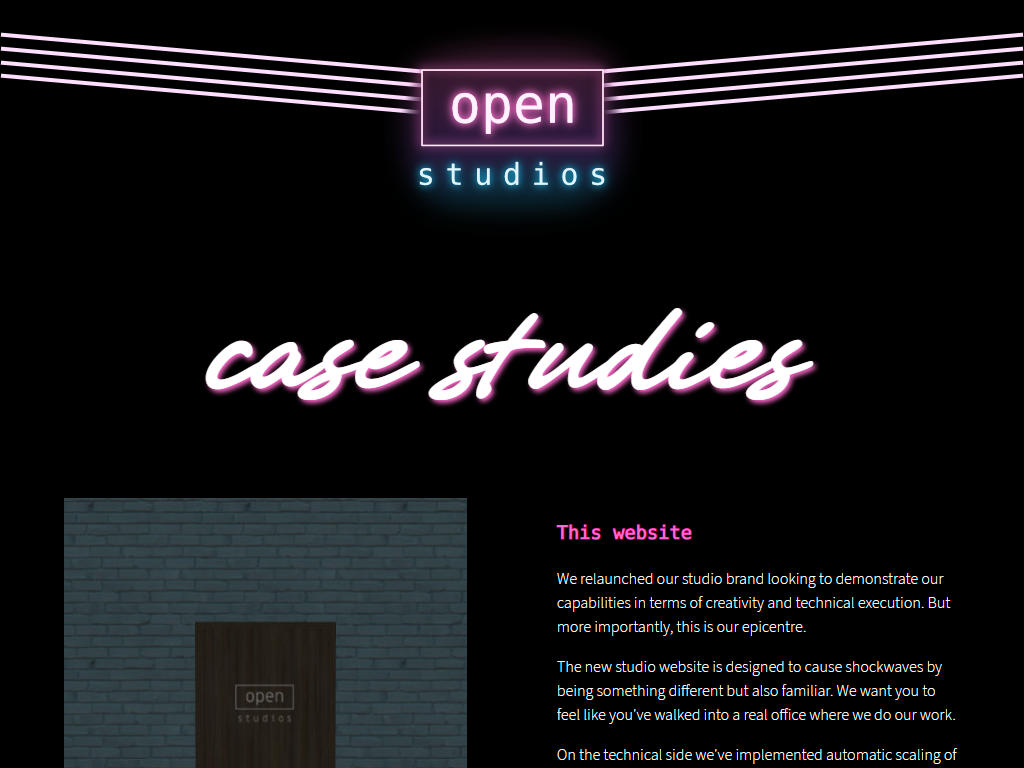 open
studios
case studies
This website
We relaunched our studio brand looking to demonstrate our
capabilities in terms of creativity and technical execution. But
more importantly, this is our epicentre.
The new studio website is designed to cause shockwaves by
being something different but also familiar. We want you to
feel like you've walked into a real office where we do our work.
On the technical side we've implemented automatic scaling of
open
studios